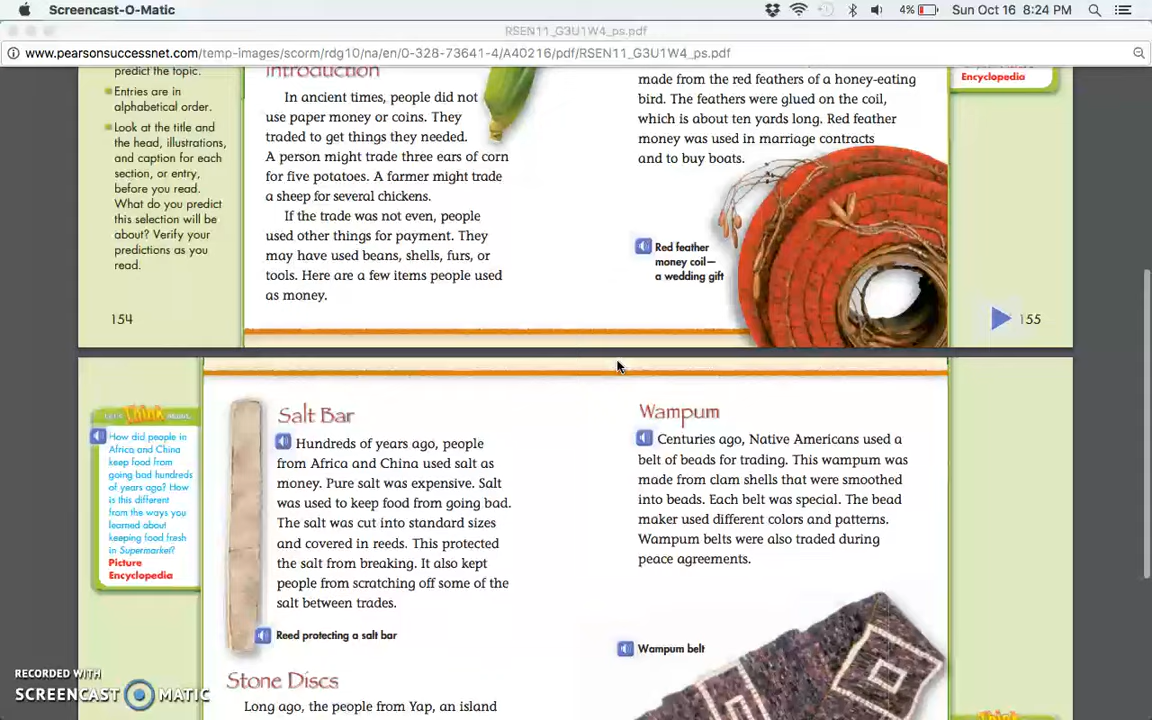 Screencast-O-Matic
4%
Sun Oct 16 8:24 PM
RSEN11_G3U1W4_ps.pdf
www.pearsonsuccessnet.com/temp-images/scorm/rdg10/na/en/0-328-73641-4/A40216/pdf/RSEN11_G3U1W4_ps.pdf
predict the topic.
Entries are in
alphabetical order.
Look at the title and
the head, illustrations,
and caption for each
section, or entry,
before you read.
What do you predict
this selection will be
about? Verify your
predictions as you
read.
154
Introduction
In ancient times, people did not
use paper money or coins. They
traded to get things they needed.
A person might trade three ears of corn
for five potatoes. A farmer might trade
a sheep for several chickens.
If the trade was not even, people
used other things for payment. They
may have used beans, shells, furs, or
tools. Here are a few items people used
as money.
made from the red feathers of a honey-eating
bird. The feathers were glued on the coil,
which is about ten yards long. Red feather
money was used in marriage contracts
and to buy boats.
Red feather
money coil—
a wedding gift
Encyclopedia
155
Let's Think About...
How did people in
Africa and China
keep food from
going bad hundreds
of years ago? How
is this different
from the ways you
learned about
keeping food fresh
in Supermarket?
Picture
Encyclopedia
Salt Bar
Hundreds of years ago, people
from Africa and China used salt as
money. Pure salt was expensive. Salt
was used to keep food from going bad.
The salt was cut into standard sizes
and covered in reeds. This protected
the salt from breaking. It also kept
people from scratching off some of the
salt between trades.
Reed protecting a salt bar
Stone Discs
Long ago, the people from Yap, an island
Wampum
Centuries ago, Native Americans used a
belt of beads for trading. This wampum was
made from clam shells that were smoothed
into beads. Each belt was special. The bead
maker used different colors and patterns.
Wampum belts were also traded during
peace agreements.
Wampum belt
Think
RECORDED WITH
SCREENCAST MATIC